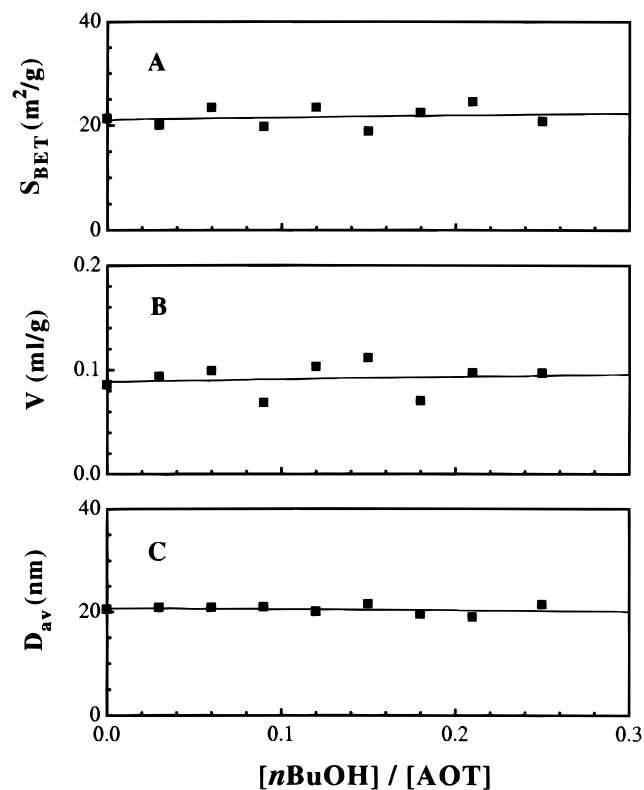 40
A
S_BET (m²/g)
20
0
0.2
B
V (ml/g)
0.1
0.0
40
C
D_av (nm)
20
0
0.0 0.1 0.2 0.3
[nBuOH] / [AOT]